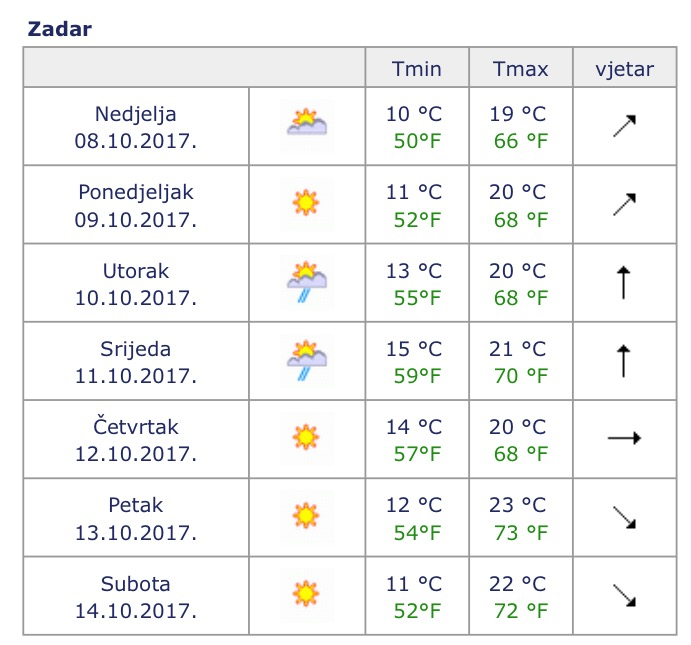 Zadar
Tmin Tmax vjetar
Nedjelja
08.10.2017.
10 °C 19 °C
50°F 66 °F
Ponedjeljak
09.10.2017.
11 °C 20 °C
52°F 68 °F
Utorak
10.10.2017.
13 °C 20 °C
55°F 68 °F
Srijeda
11.10.2017.
15 °C 21 °C
59°F 70 °F
Četvrtak
12.10.2017.
14 °C 20 °C
57°F 68 °F
Petak
13.10.2017.
12 °C 23 °C
54°F 73 °F
Subota
14.10.2017.
11 °C 22 °C
52°F 72 °F